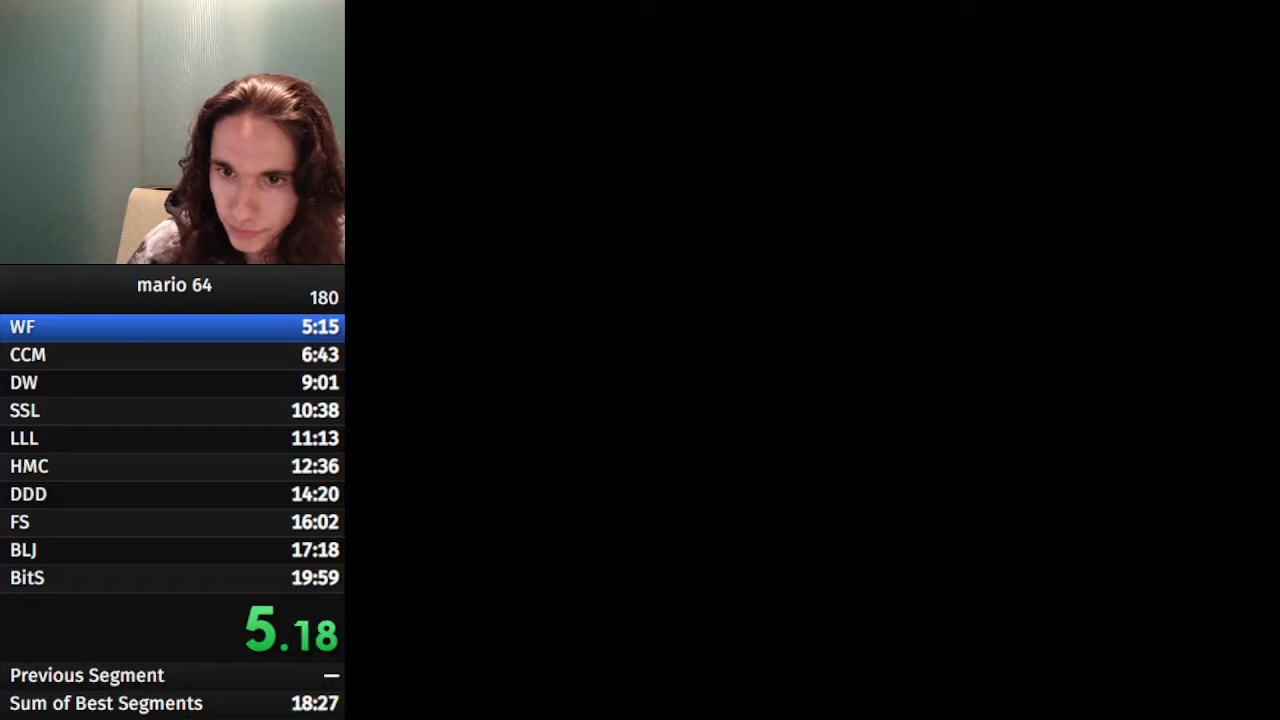 mario 64
180
WF 5:15
CCM 6:43
DW 9:01
SSL 10:38
LLL 11:13
HMC 12:36
DDD 14:20
FS 16:02
BLJ 17:18
BitS 19:59
5.18
Previous Segment —
Sum of Best Segments 18:27